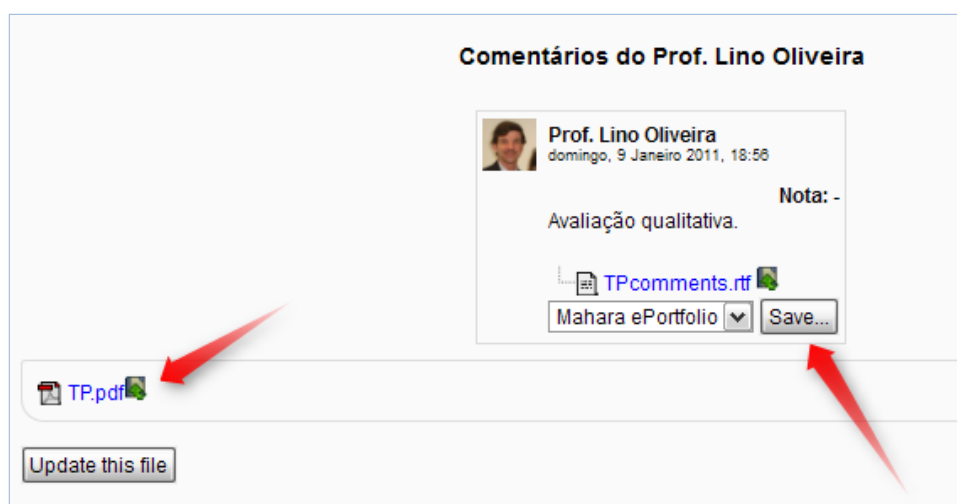 Comentários do Prof. Lino Oliveira
Prof. Lino Oliveira
domingo, 9 Janeiro 2011, 18:56
Nota: -
Avaliação qualitativa.
TPcomments.rtf
Mahara ePortfolio Save...
TP.pdf
Update this file